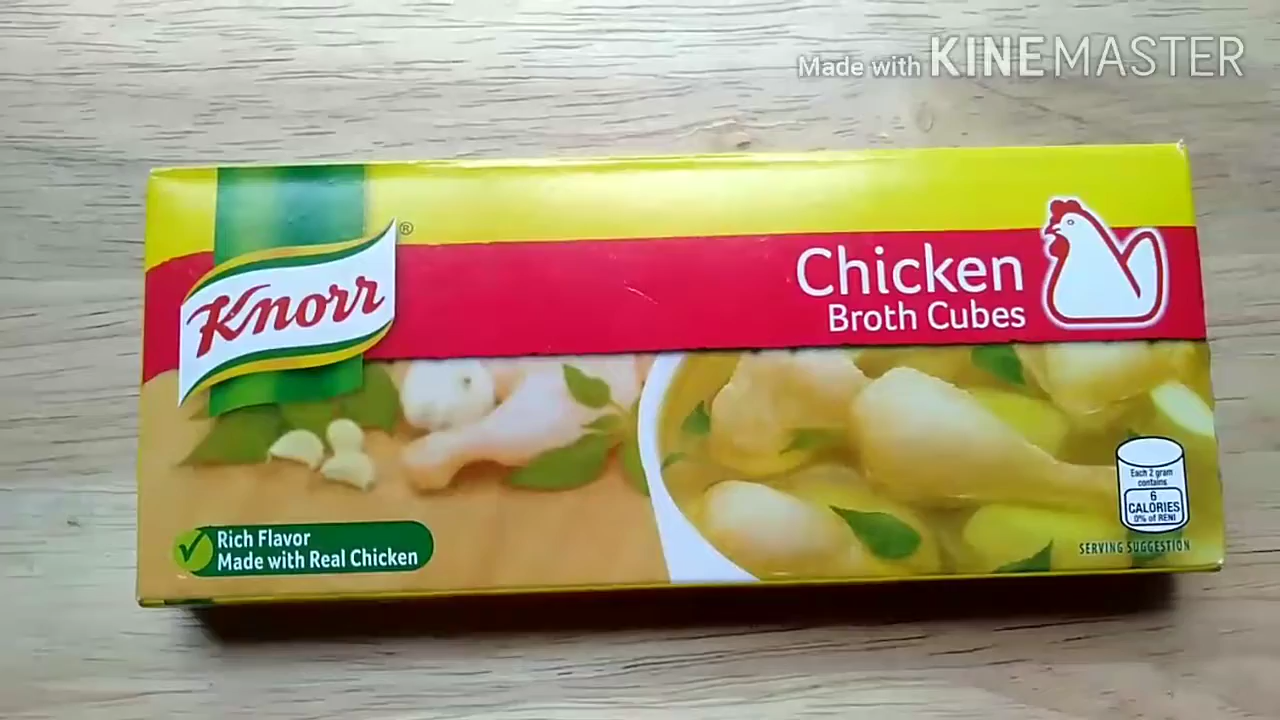 Made with KINEMASTER
Knorr®
Chicken
Broth Cubes
Rich Flavor
Made with Real Chicken
Each 2 gram
contains
6
CALORIES
0% of RENI
SERVING SUGGESTION